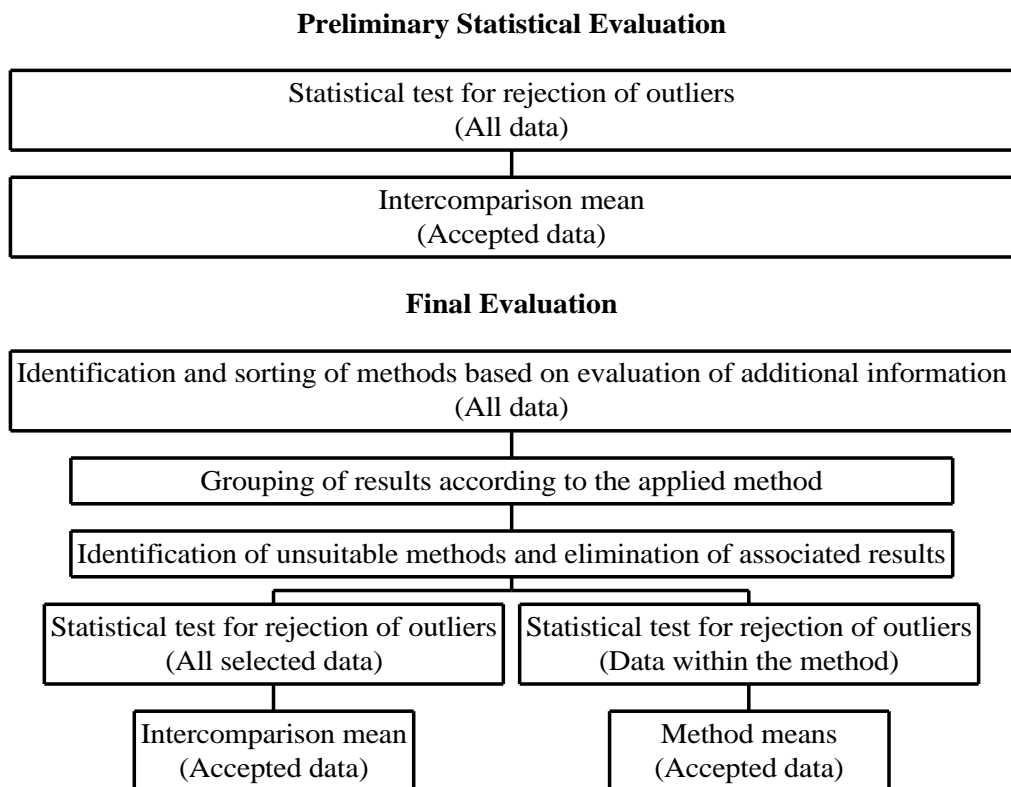 Preliminary Statistical Evaluation
Statistical test for rejection of outliers
(All data)
Intercomparison mean
(Accepted data)
Final Evaluation
Identification and sorting of methods based on evaluation of additional information
(All data)
Grouping of results according to the applied method
Identification of unsuitable methods and elimination of associated results
Statistical test for rejection of outliers
(All selected data)
Statistical test for rejection of outliers
(Data within the method)
Intercomparison mean
(Accepted data)
Method means
(Accepted data)